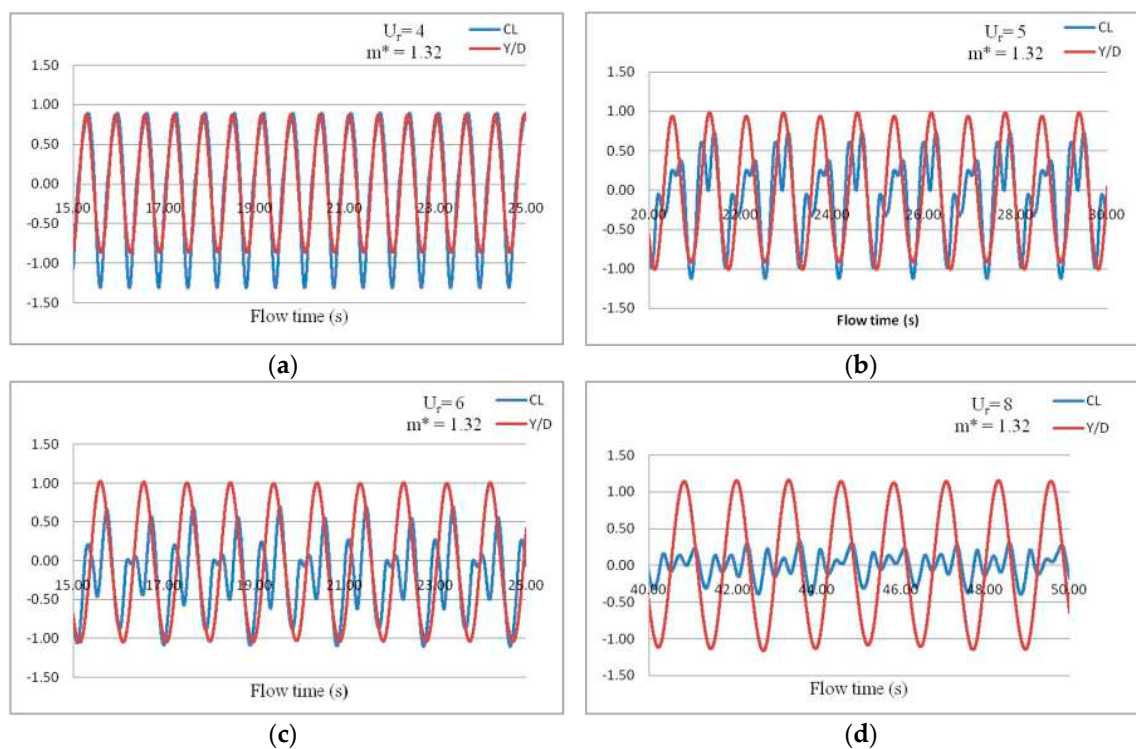 U_r= 4
m* = 1.32
CL
Y/D
1.50
1.00
0.50
0.00
-0.50
-1.00
-1.50
15.00 17.00 19.00 21.00 23.00 25.00
Flow time (s)
(a)
U_r= 5
m* = 1.32
CL
Y/D
1.50
1.00
0.50
0.00
-0.50
-1.00
-1.50
20.00 22.00 24.00 26.00 28.00 30.00
Flow time (s)
(b)
U_r= 6
m* = 1.32
CL
Y/D
1.50
1.00
0.50
0.00
-0.50
-1.00
-1.50
15.00 17.00 19.00 21.00 23.00 25.00
Flow time (s)
(c)
U_r= 8
m* = 1.32
CL
Y/D
1.50
1.00
0.50
0.00
-0.50
-1.00
-1.50
40.00 42.00 44.00 46.00 48.00 50.00
Flow time (s)
(d)